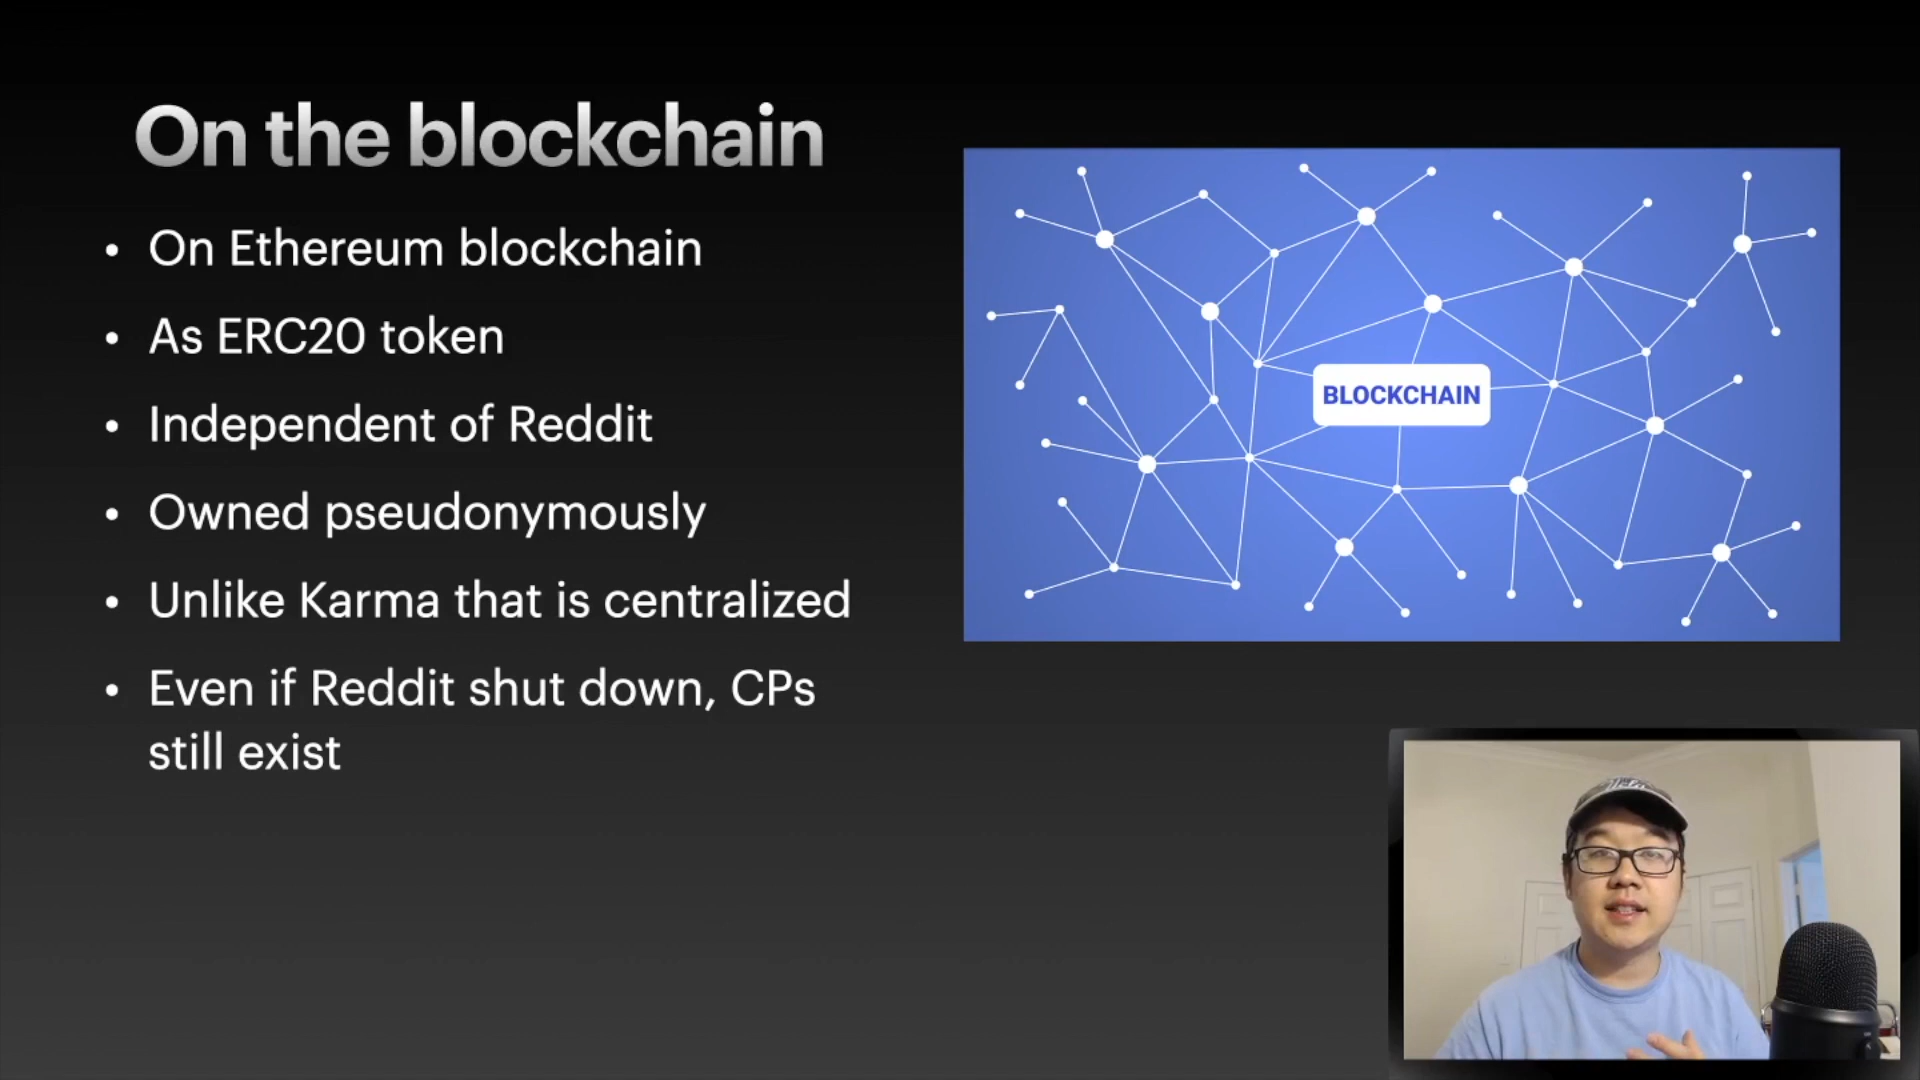 On the blockchain
• On Ethereum blockchain
• As ERC20 token
• Independent of Reddit
• Owned pseudonymously
• Unlike Karma that is centralized
• Even if Reddit shut down, CPs
still exist
BLOCKCHAIN